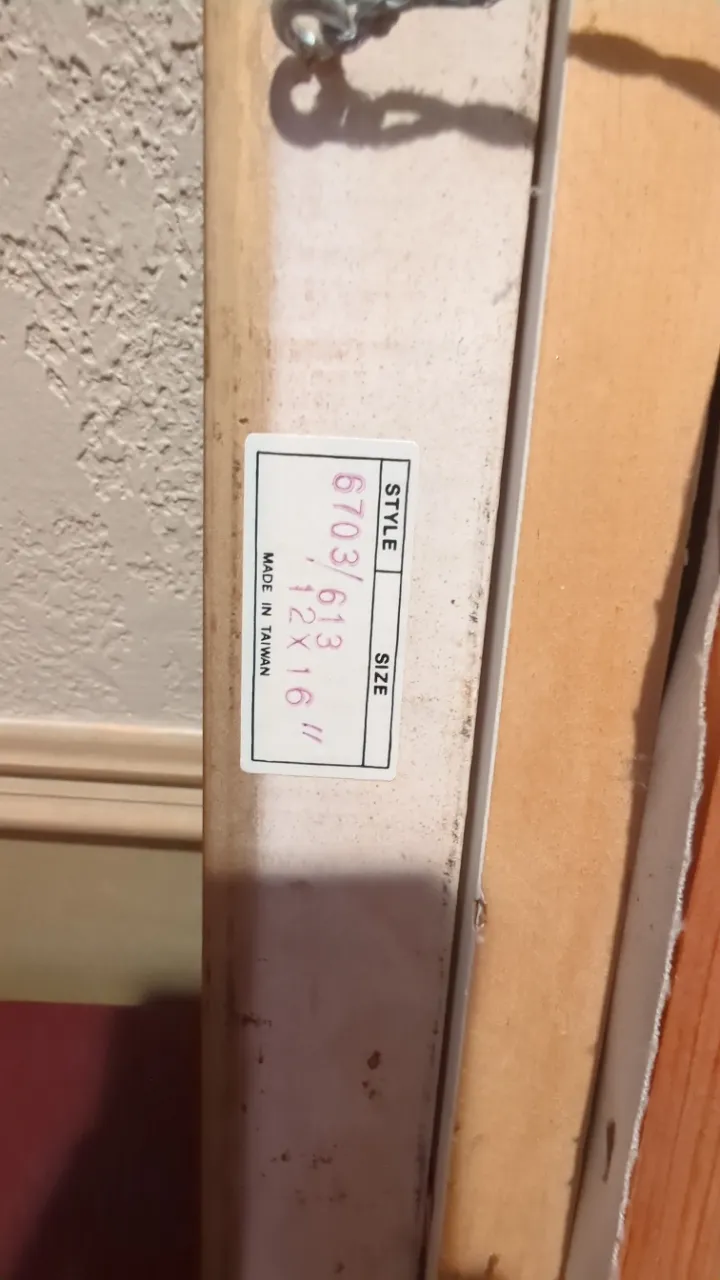 STYLE SIZE
6703/613
12X16"
MADE IN TAIWAN